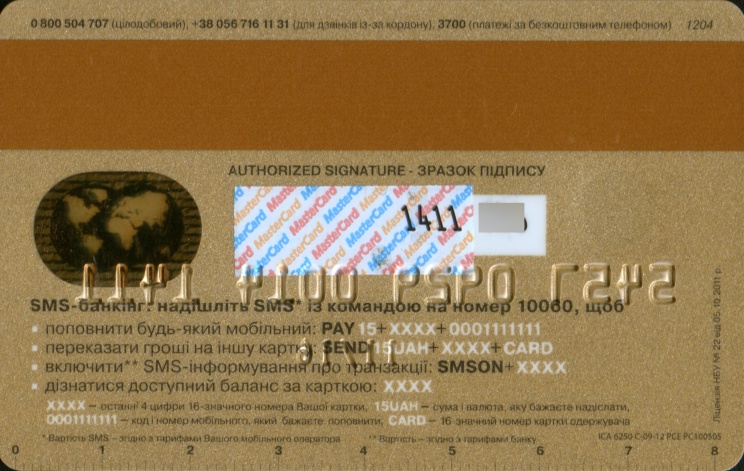 0 800 504 707 (цілодобовий), +38 056 716 11 31 (для дзвінків із-за кордону), 3700 (платежі за безкоштовним телефоном) 1204
AUTHORIZED SIGNATURE - ЗРАЗОК ПІДПИСУ
MasterCard MasterCard MasterCard
1411
SMS-банкінг: надішліть SMS* із командою на номер 10060, щоб
▪ поповнити будь-який мобільний: PAY 15+XXXX+0001111111
▪ переказати гроші на іншу картку: SEND 15UAH+XXXX+CARD
▪ включити** SMS-інформування про транзакції: SMSON+XXXX
▪ дізнатися доступний баланс за карткою: XXXX
XXXX – останні 4 цифри 16-значного номера Вашої картки, 15UAH – сума і валюта, яку бажаєте надіслати,
0001111111 – код і номер мобільного, який бажаєте поповнити, CARD – 16-значний номер картки одержувача
* Вартість SMS – згідно з тарифами Вашого мобільного оператора ** Вартість – згідно з тарифами банку
ICA 6250 C-09-12 PCE PC100505
Ліцензія НБУ № 22 від 05.10.2011 р.
0 1 2 3 4 5 6 7 8